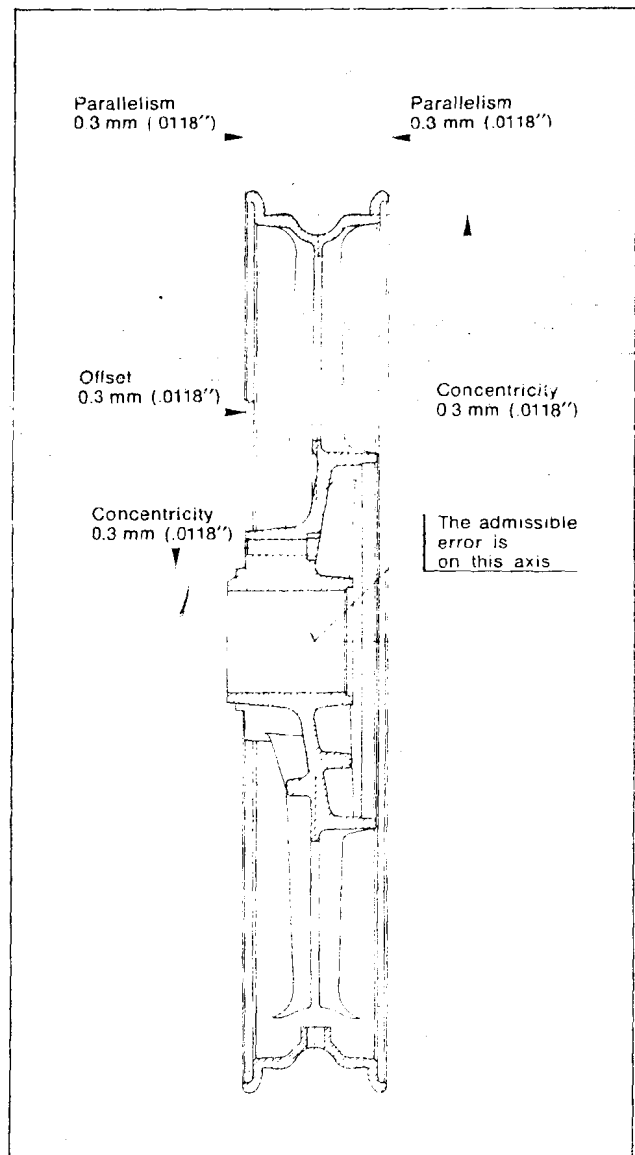 Parallelism
0.3 mm (.0118″)
Parallelism
0.3 mm (.0118″)
Offset
0.3 mm (.0118″)
Concentricity
0.3 mm (.0118″)
Concentricity
0.3 mm (.0118″)
The admissible
error is
on this axis